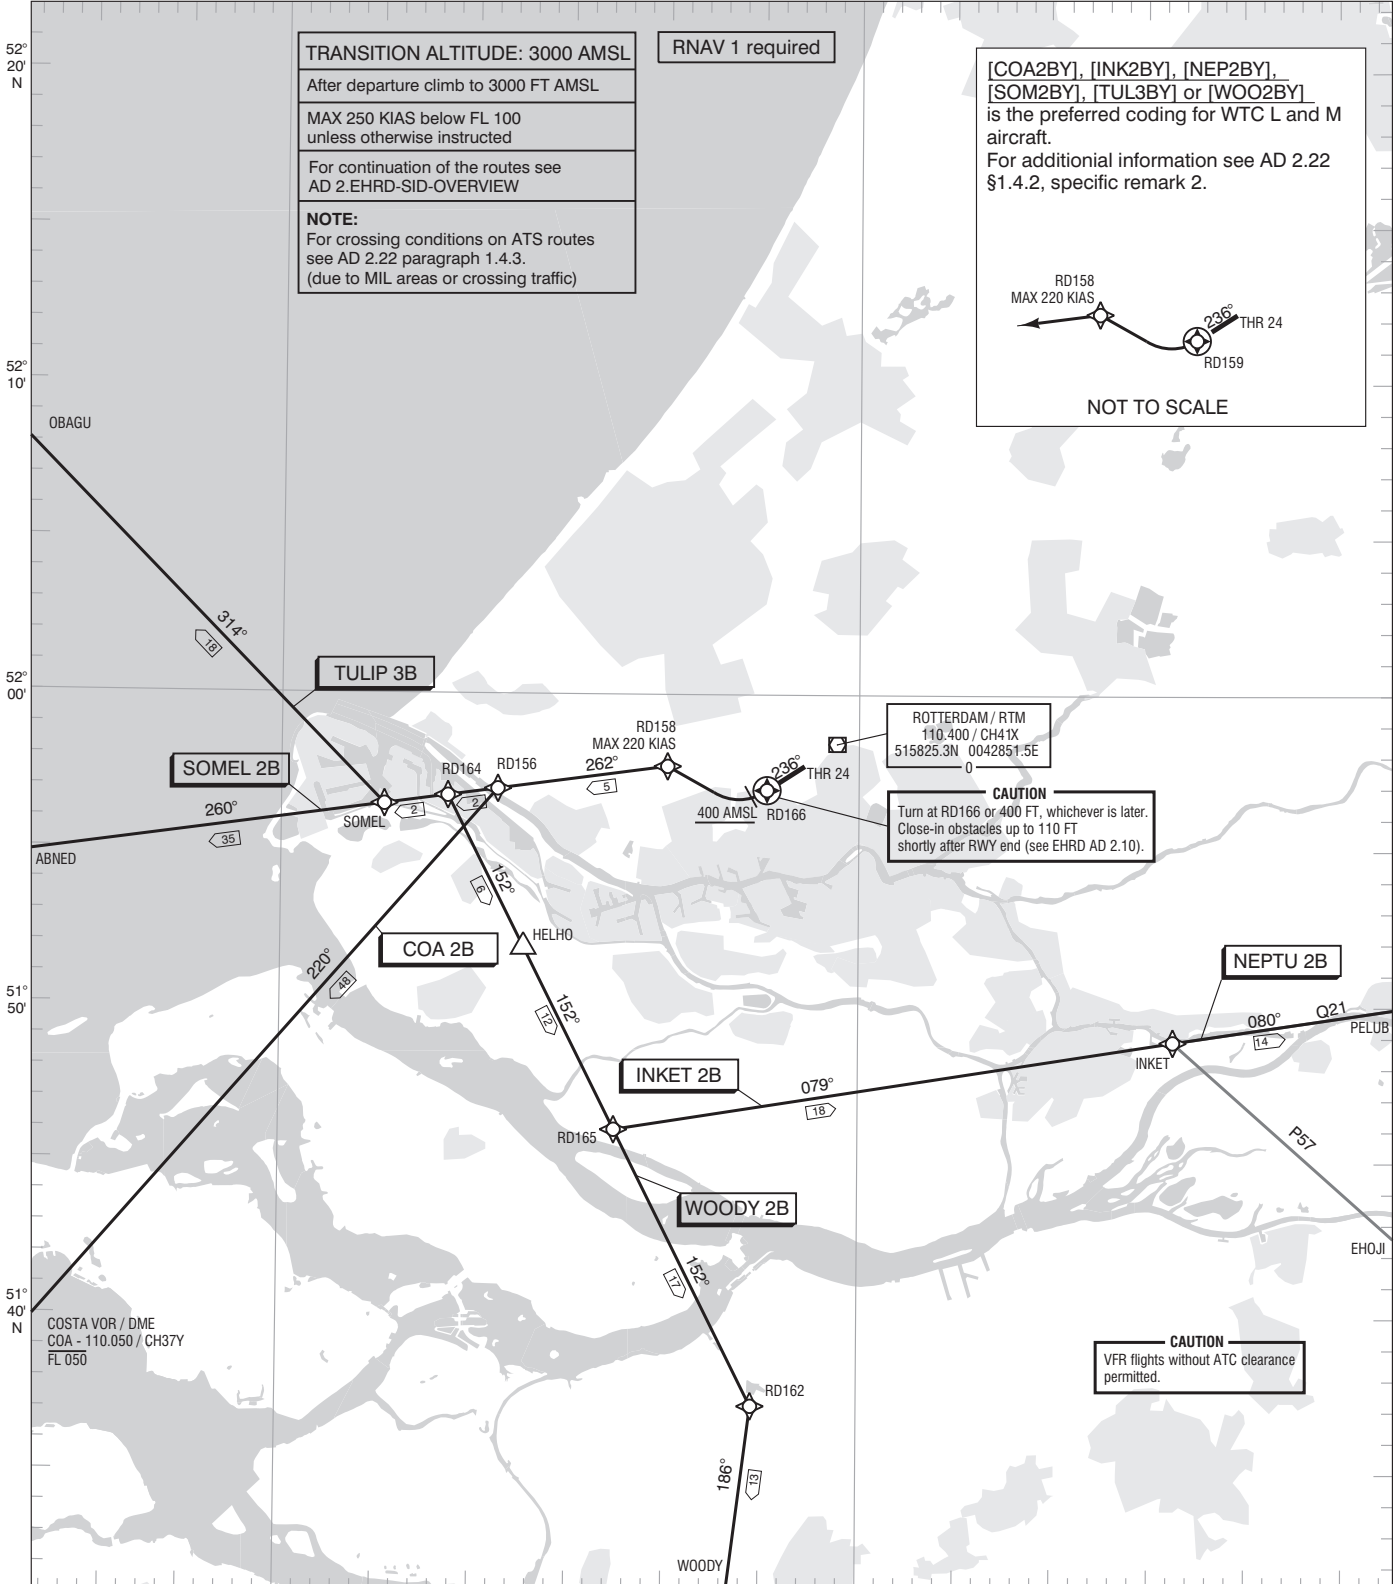 52°
20'
N
TRANSITION ALTITUDE: 3000 AMSL
After departure climb to 3000 FT AMSL
MAX 250 KIAS below FL 100
unless otherwise instructed
For continuation of the routes see
AD 2.EHRD-SID-OVERVIEW
NOTE:
For crossing conditions on ATS routes
see AD 2.22 paragraph 1.4.3.
(due to MIL areas or crossing traffic)
RNAV 1 required
[COA2BY], [INK2BY], [NEP2BY],
[SOM2BY], [TUL3BY] or [WOO2BY]
is the preferred coding for WTC L and M
aircraft.
For additionial information see AD 2.22
§1.4.2, specific remark 2.
RD158
MAX 220 KIAS
236°
THR 24
RD159
NOT TO SCALE
52°
10'
OBAGU
314°
18
TULIP 3B
52°
00'
SOMEL 2B
260°
35
ABNED
SOMEL
2
RD164
2
RD156
262°
5
RD158
MAX 220 KIAS
236°
THR 24
400 AMSL
RD166
ROTTERDAM / RTM
110.400 / CH41X
515825.3N 0042851.5E
0
CAUTION
Turn at RD166 or 400 FT, whichever is later.
Close-in obstacles up to 110 FT
shortly after RWY end (see EHRD AD 2.10).
152°
6
HELHO
COA 2B
220°
48
152°
12
51°
50'
NEPTU 2B
080°
Q21
14
PELUB
INKET
INKET 2B
079°
18
RD165
P57
EHOJI
WOODY 2B
152°
17
51°
40'
N
COSTA VOR / DME
COA - 110.050 / CH37Y
FL 050
CAUTION
VFR flights without ATC clearance
permitted.
RD162
186°
13
WOODY